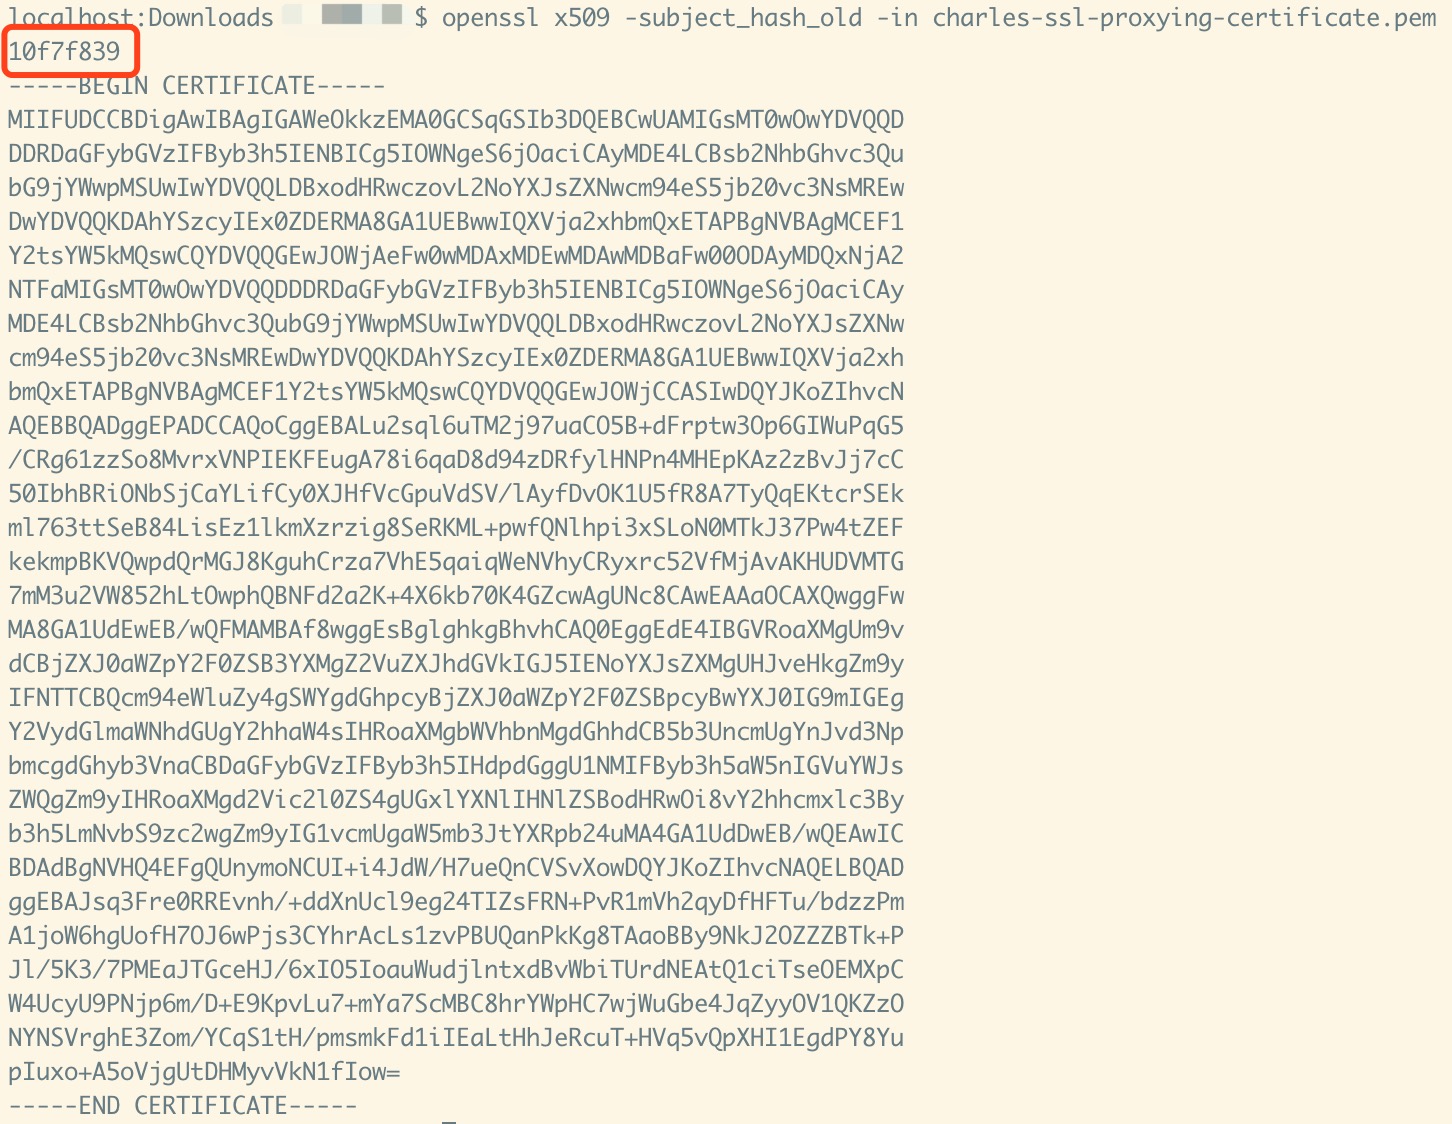 localhost:Downloads $ openssl x509 -subject_hash_old -in charles-ssl-proxying-certificate.pem
10f7f839
-----BEGIN CERTIFICATE-----
MIIFUDCCBDigAwIBAgIGAWeOkkzEMA0GCSqGSIb3DQEBCwUAMIGsMT0wOwYDVQQD
DDRDaGFybGVzIFByb3h5IENBICg5IOWNgeS6jOaciCAyMDE4LCBsb2NhbGhvc3Qu
bG9jYWwpMSUwIwYDVQQLDBxodHRwczovL2NoYXJsZXNwcm94eS5jb20vc3NsMREw
DwYDVQQKDAhYSzcyIEx0ZDERMA8GA1UEBwwIQXVja2xhbmQxETAPBgNVBAgMCEF1
Y2tsYW5kMQswCQYDVQQGEwJOWjAeFw0wMDAxMDEwMDAwMDBaFw00ODAyMDQxNjA2
NTFaMIGsMT0wOwYDVQQDDDRDaGFybGVzIFByb3h5IENBICg5IOWNgeS6jOaciCAy
MDE4LCBsb2NhbGhvc3QubG9jYWwpMSUwIwYDVQQLDBxodHRwczovL2NoYXJsZXNw
cm94eS5jb20vc3NsMREwDwYDVQQKDAhYSzcyIEx0ZDERMA8GA1UEBwwIQXVja2xh
bmQxETAPBgNVBAgMCEF1Y2tsYW5kMQswCQYDVQQGEwJOWjCCASIwDQYJKoZIhvcN
AQEBBQADggEPADCCAQoCggEBALu2sql6uTM2j97uaCO5B+dFrptw3Op6GIWuPqG5
/CRg61zzSo8MvrxVNPIEKFEugA78i6qaD8d94zDRfylHNPn4MHEpKAz2zBvJj7cC
50IbhBRiONbSjCaYLifCy0XJHfVcGpuVdSV/lAyfDvOK1U5fR8A7TyQqEKtcrSEk
ml763ttSeB84LisEz1lkmXzrzig8SeRKML+pwfQNlhpi3xSLoN0MTkJ37Pw4tZEF
kekmpBKVQwpdQrMGJ8KguhCrza7VhE5qaiqWeNVhyCRyxrc52VfMjAvAKHUDVMTG
7mM3u2VW852hLtOwphQBNFd2a2K+4X6kb70K4GZcwAgUNc8CAwEAAaOCAXQwggFw
MA8GA1UdEwEB/wQFMAMBAf8wggEsBglghkgBhvhCAQ0EggEdE4IBGVRoaXMgUm9v
dCBjZXJ0aWZpY2F0ZSB3YXMgZ2VuZXJhdGVkIGJ5IENoYXJsZXMgUHJveHkgZm9y
IFNTTCBQcm94eWluZy4gSWYgdGhpcyBjZXJ0aWZpY2F0ZSBpcyBwYXJ0IG9mIGEg
Y2VydGlmaWNhdGUgY2hhaW4sIHRoaXMgbWVhbnMgdGhhdCB5b3UncmUgYnJvd3Np
bmcgdGhyb3VnaCBDaGFybGVzIFByb3h5IHdpdGggU1NMIFByb3h5aW5nIGVuYWJs
ZWQgZm9yIHRoaXMgd2Vic2l0ZS4gUGxlYXNlIHNlZSBodHRwOi8vY2hhcmxlc3By
b3h5LmNvbS9zc2wgZm9yIG1vcmUgaW5mb3JtYXRpb24uMA4GA1UdDwEB/wQEAwIC
BDAdBgNVHQ4EFgQUnymoNCUI+i4JdW/H7ueQnCVSvXowDQYJKoZIhvcNAQELBQAD
ggEBAJsq3Fre0RREvnh/+ddXnUcl9eg24TIZsFRN+PvR1mVh2qyDfHFTu/bdzzPm
A1joW6hgUofH7OJ6wPjs3CYhrAcLs1zvPBUQanPkKg8TAaoBBy9NkJ2OZZZBTk+P
Jl/5K3/7PMEaJTGceHJ/6xIO5IoauWudjlntxdBvWbiTUrdNEAtQ1ciTseOEMXpC
W4UcyU9PNjp6m/D+E9KpvLu7+mYa7ScMBC8hrYWpHC7wjWuGbe4JqZyyOV1QKZzO
NYNSVrghE3Zom/YCqS1tH/pmsmkFd1iIEaLtHhJeRcuT+HVq5vQpXHI1EgdPY8Yu
pIuxo+A5oVjgUtDHMyvVkN1fIow=
-----END CERTIFICATE-----